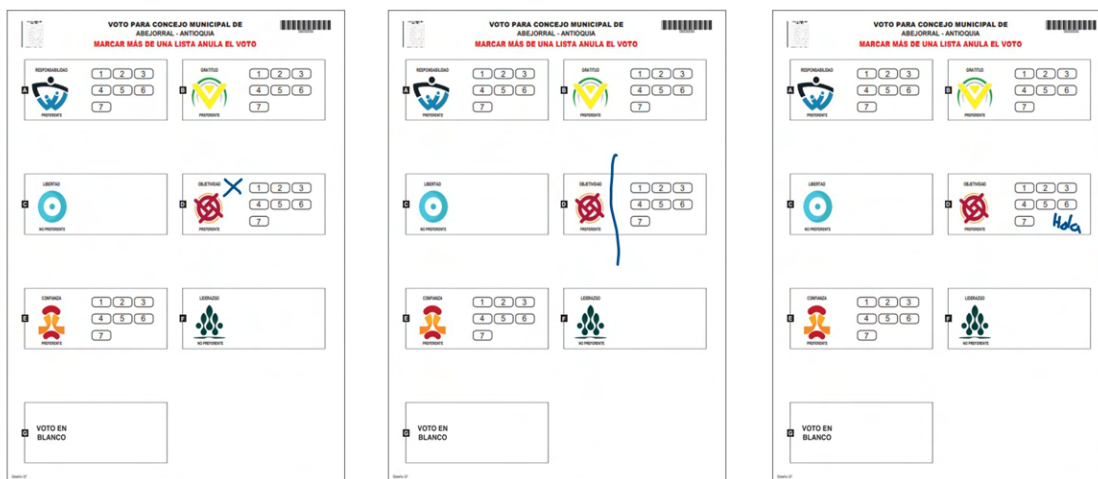 VOTO PARA CONCEJO MUNICIPAL DE
ABEJORRAL - ANTIOQUIA
MARCAR MÁS DE UNA LISTA ANULA EL VOTO
RESPONSABILIDAD
A
1 2 3
4 5 6
7
PREFERENTE
GRATITUD
B
1 2 3
4 5 6
7
PREFERENTE
LIBERTAD
C
NO PREFERENTE
OBJETIVIDAD
X
D
1 2 3
4 5 6
7
PREFERENTE
CONFIANZA
E
1 2 3
4 5 6
7
PREFERENTE
LIDERAZGO
F
NO PREFERENTE
G
VOTO EN
BLANCO
VOTO PARA CONCEJO MUNICIPAL DE
ABEJORRAL - ANTIOQUIA
MARCAR MÁS DE UNA LISTA ANULA EL VOTO
RESPONSABILIDAD
A
1 2 3
4 5 6
7
PREFERENTE
GRATITUD
B
1 2 3
4 5 6
7
PREFERENTE
LIBERTAD
C
NO PREFERENTE
OBJETIVIDAD
D
1 2 3
4 5 6
7
PREFERENTE
CONFIANZA
E
1 2 3
4 5 6
7
PREFERENTE
LIDERAZGO
F
NO PREFERENTE
G
VOTO EN
BLANCO
VOTO PARA CONCEJO MUNICIPAL DE
ABEJORRAL - ANTIOQUIA
MARCAR MÁS DE UNA LISTA ANULA EL VOTO
RESPONSABILIDAD
A
1 2 3
4 5 6
7
PREFERENTE
GRATITUD
B
1 2 3
4 5 6
7
PREFERENTE
LIBERTAD
C
NO PREFERENTE
OBJETIVIDAD
D
1 2 3
4 5 6
7 Hola
PREFERENTE
CONFIANZA
E
1 2 3
4 5 6
7
PREFERENTE
LIDERAZGO
F
NO PREFERENTE
G
VOTO EN
BLANCO